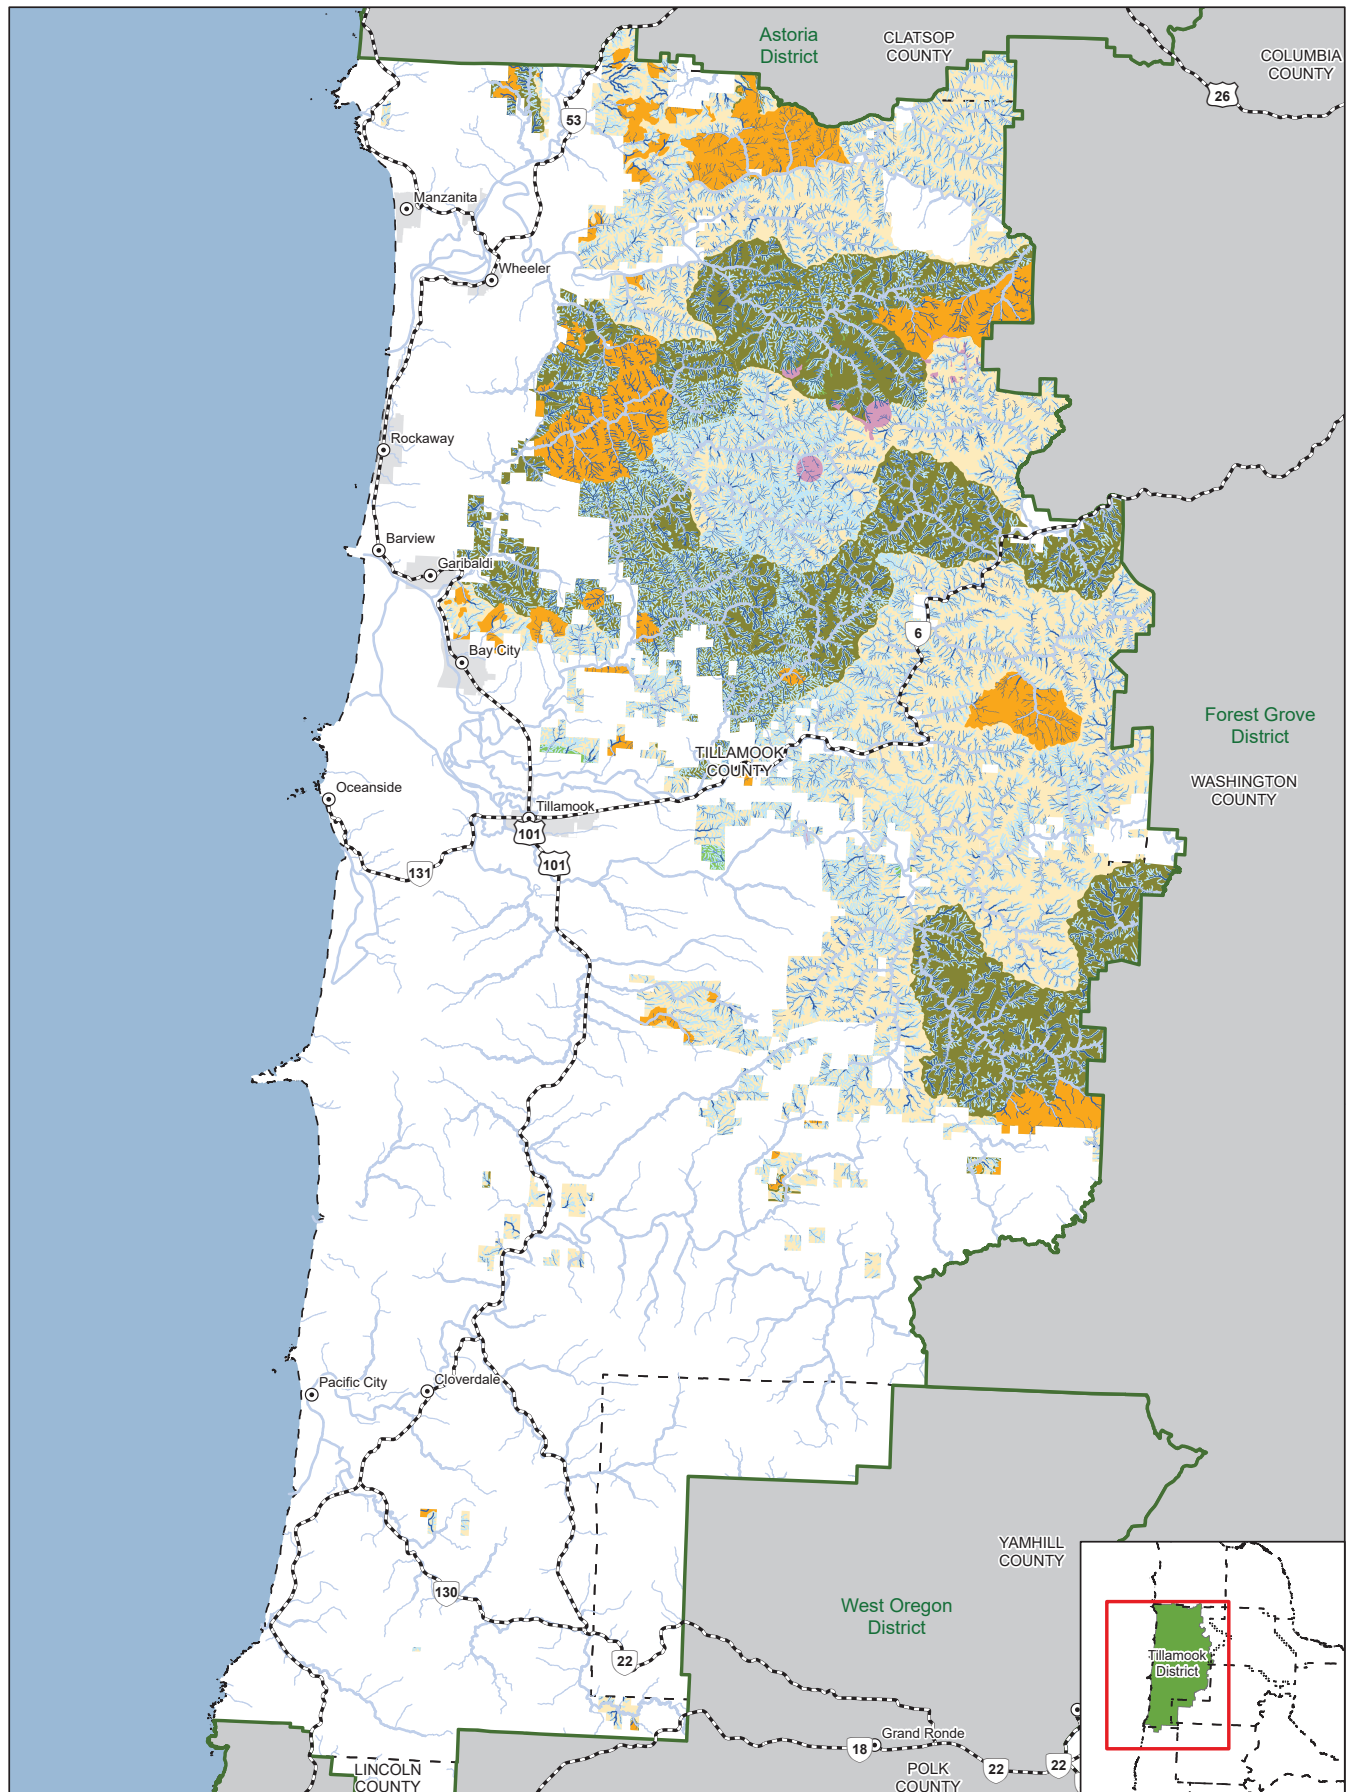 Astoria
District
CLATSOP
COUNTY
COLUMBIA
COUNTY
26
53
Manzanita
Wheeler
Rockaway
Barview
Garibaldi
6
Bay City
Forest Grove
District
TILLAMOOK
COUNTY
WASHINGTON
COUNTY
Oceanside
Tillamook
101
101
131
Pacific City
Cloverdale
YAMHILL
COUNTY
130
West Oregon
District
22
Tillamook
District
Grand Ronde
18
22
22
LINCOLN
COUNTY
POLK
COUNTY